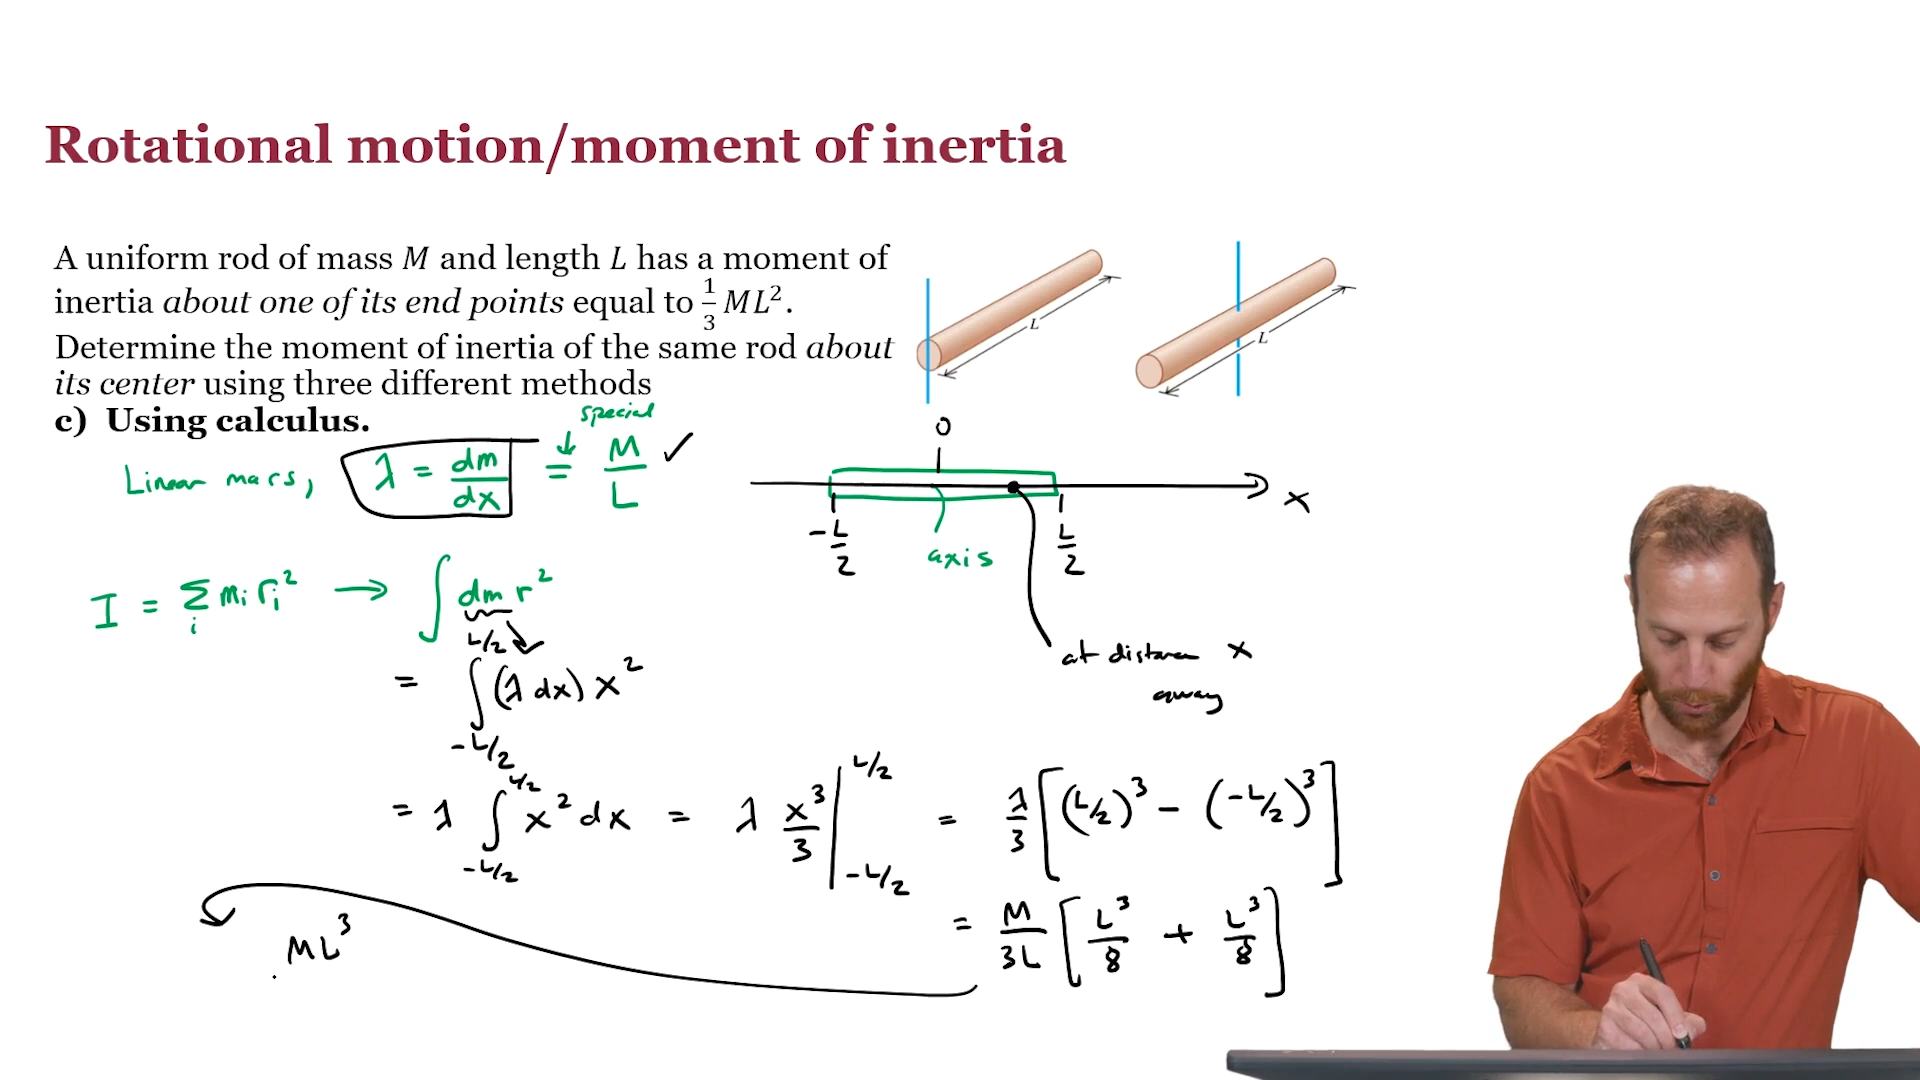 Rotational motion/moment of inertia
A uniform rod of mass M and length L has a moment of
inertia about one of its end points equal to 1/3 ML².
Determine the moment of inertia of the same rod about
its center using three different methods
c) Using calculus.
L
L
special
Linear mass, λ = dm/dx = M/L ✓
0
x
-L/2
axis
L/2
I = Σ_i m_i r_i² → ∫ dm r²
at distance x
away
= ∫_{-L/2}^{L/2} (λ dx) x²
= λ ∫_{-L/2}^{L/2} x² dx = λ x³/3 |_{-L/2}^{L/2} = λ/3 [(L/2)³ - (-L/2)³]
= M/3L [L³/8 + L³/8]
ML³